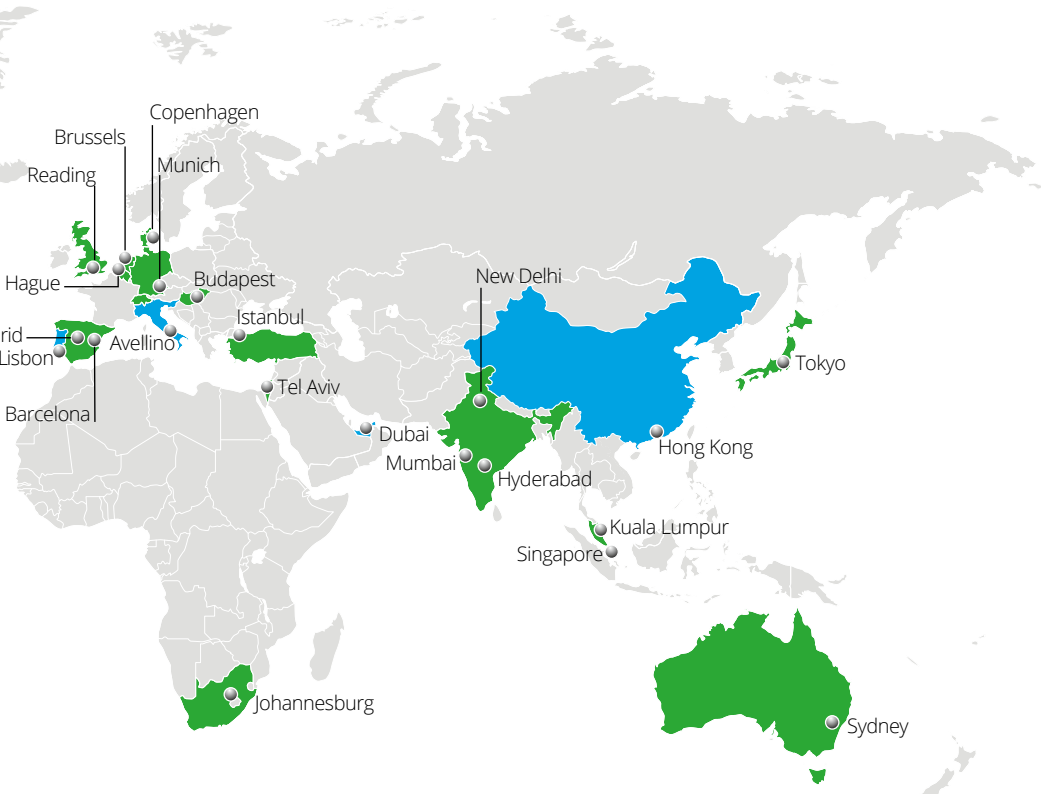 Copenhagen
Brussels
Munich
Reading
Hague
Budapest
New Delhi
Istanbul
rid
Lisbon
Avellino
Tokyo
Tel Aviv
Barcelona
Dubai
Hong Kong
Mumbai
Hyderabad
Kuala Lumpur
Singapore
Johannesburg
Sydney